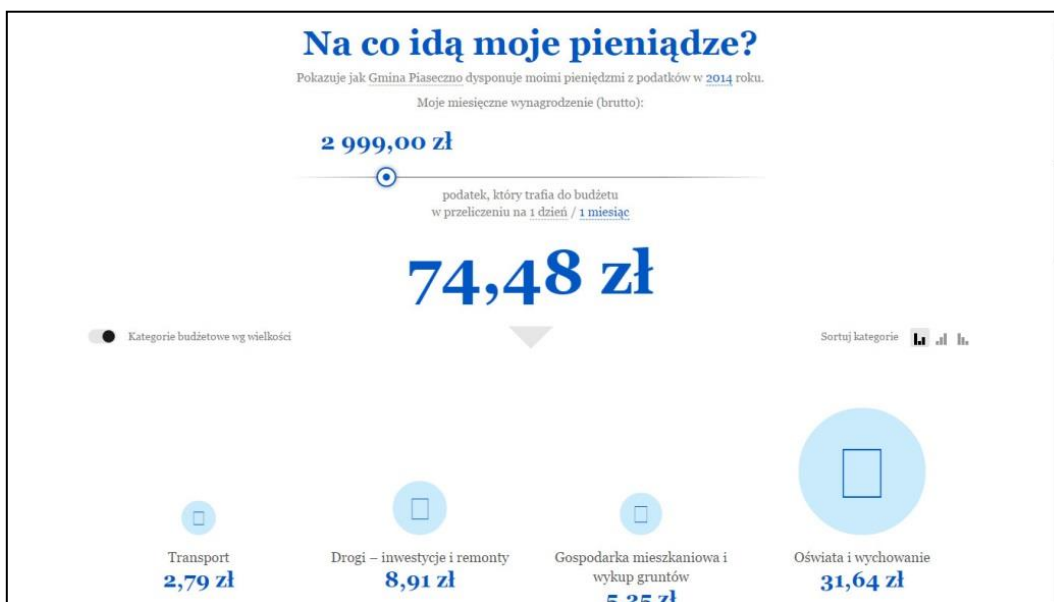 Na co idą moje pieniądze?
Pokazuje jak Gmina Piaseczno dysponuje moimi pieniędzmi z podatków w 2014 roku.
Moje miesięczne wynagrodzenie (brutto):
2 999,00 zł
podatek, który trafia do budżetu
w przeliczeniu na 1 dzień / 1 miesiąc
74,48 zł
Kategorie budżetowe wg wielkości
Sortuj kategorie
Transport
2,79 zł
Drogi – inwestycje i remonty
8,91 zł
Gospodarka mieszkaniowa i
wykup gruntów
5,35 zł
Oświata i wychowanie
31,64 zł